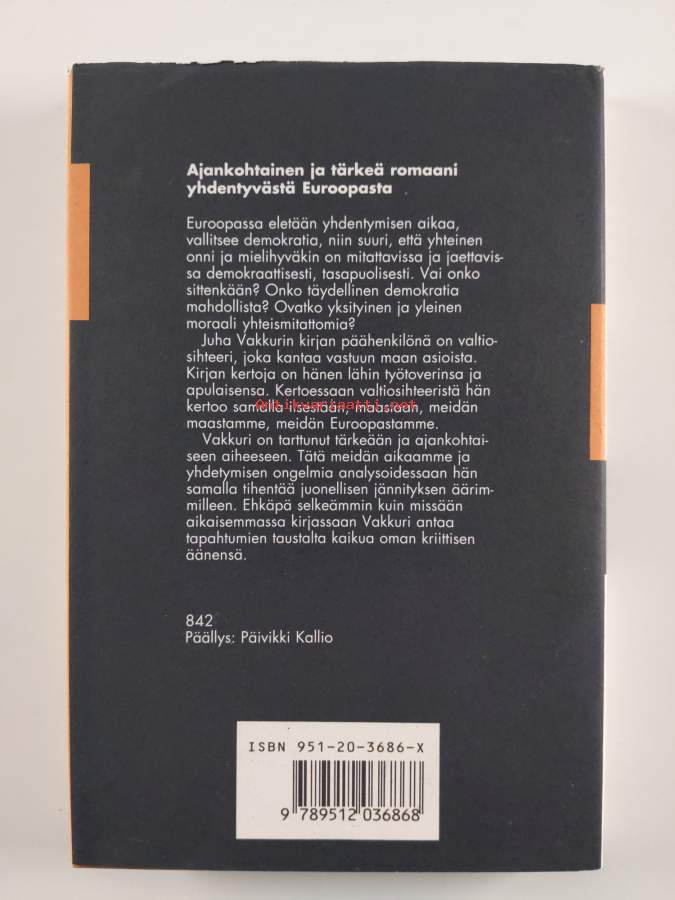 Ajankohtainen ja tärkeä romaani
yhdentyvästä Euroopasta
Euroopassa eletään yhdentymisen aikaa,
vallitsee demokratia, niin suuri, että yhteinen
onni ja mielihyväkin on mitattavissa ja jaettavis-
sa demokraattisesti, tasapuolisesti. Vai onko
sittenkään? Onko täydellinen demokratia
mahdollista? Ovatko yksityinen ja yleinen
moraali yhteismitattomia?
Juha Vakkurin kirjan päähenkilönä on valtio-
sihteeri, joka kantaa vastuun maan asioista.
Kirjan kertoja on hänen lähin työtoverinsa ja
apulaisensa. Kertoessaan valtiosihteeristä hän
kertoo samalla itsestään, maastaan, meidän
Antikvariaatti.net
maastamme, meidän Euroopastamme.
Vakkuri on tarttunut tärkeään ja ajankohtai-
seen aiheeseen. Tätä meidän aikaamme ja
yhdetymisen ongelmia analysoidessaan hän
samalla tihentää juonellisen jännityksen äärim-
milleen. Ehkäpä selkeämmin kuin missään
aikaisemmassa kirjassaan Vakkuri antaa
tapahtumien taustalta kaikua oman kriittisen
äänensä.
842
Päällys: Päivikki Kallio
ISBN 951-20-3686-X
9 789512 036868